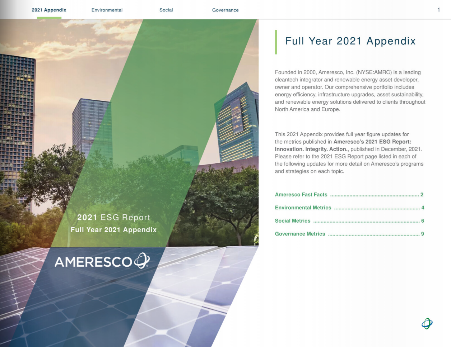 2021 Appendix Environmental Social Governance 1
2021 ESG Report
Full Year 2021 Appendix
AMERESCO
Full Year 2021 Appendix
Founded in 2000, Ameresco, Inc. (NYSE:AMRC) is a leading
cleantech integrator and renewable energy asset developer,
owner and operator. Our comprehensive portfolio includes
energy efficiency, infrastructure upgrades, asset sustainability,
and renewable energy solutions delivered to clients throughout
North America and Europe.
This 2021 Appendix provides full year figure updates for
the metrics published in Ameresco's 2021 ESG Report:
Innovation. Integrity. Action., published in December, 2021.
Please refer to the 2021 ESG Report page listed in each of
the following updates for more detail on Ameresco's programs
and strategies on each topic.
Ameresco Fast Facts 2
Environmental Metrics 4
Social Metrics 8
Governance Metrics 9